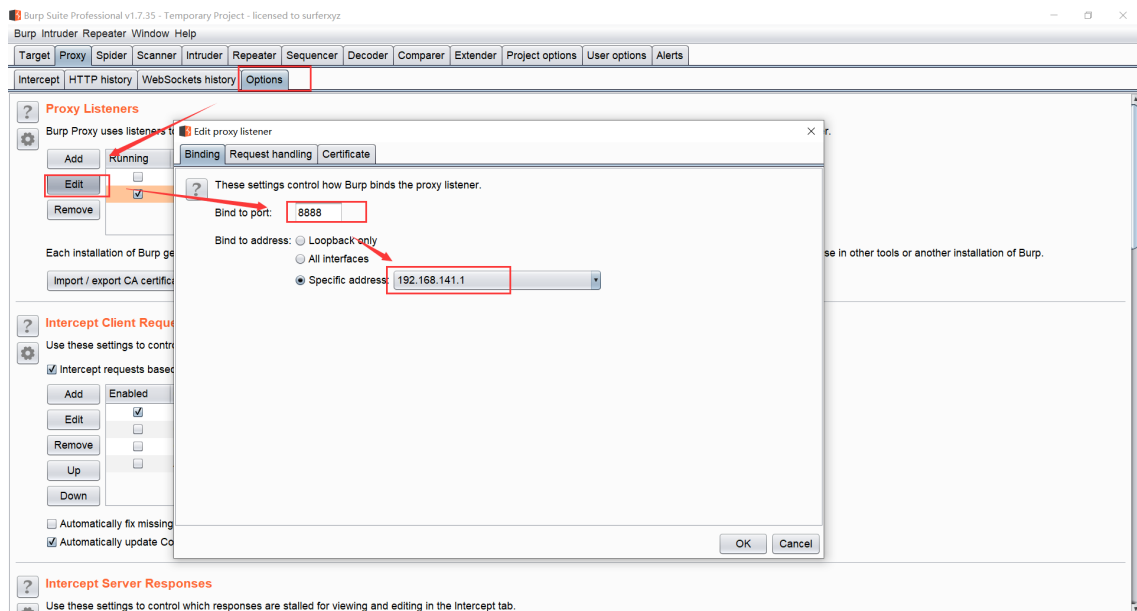 Burp Suite Professional v1.7.35 - Temporary Project - licensed to surferxyz
Burp Intruder Repeater Window Help
Target Proxy Spider Scanner Intruder Repeater Sequencer Decoder Comparer Extender Project options User options Alerts
Intercept HTTP history WebSockets history Options
? Proxy Listeners
Burp Proxy uses listeners to r.
Edit proxy listener
Add Running
Binding Request handling Certificate
Edit
? These settings control how Burp binds the proxy listener.
Remove
Bind to port: 8888
Bind to address: Loopback only
Each installation of Burp ge se in other tools or another installation of Burp.
All interfaces
Import / export CA certifica
Specific address: 192.168.141.1
? Intercept Client Reque
Use these settings to contr
Intercept requests based
Add Enabled
Edit
Remove
Up
Down
Automatically fix missing
Automatically update Co
OK Cancel
? Intercept Server Responses
Use these settings to control which responses are stalled for viewing and editing in the Intercept tab.